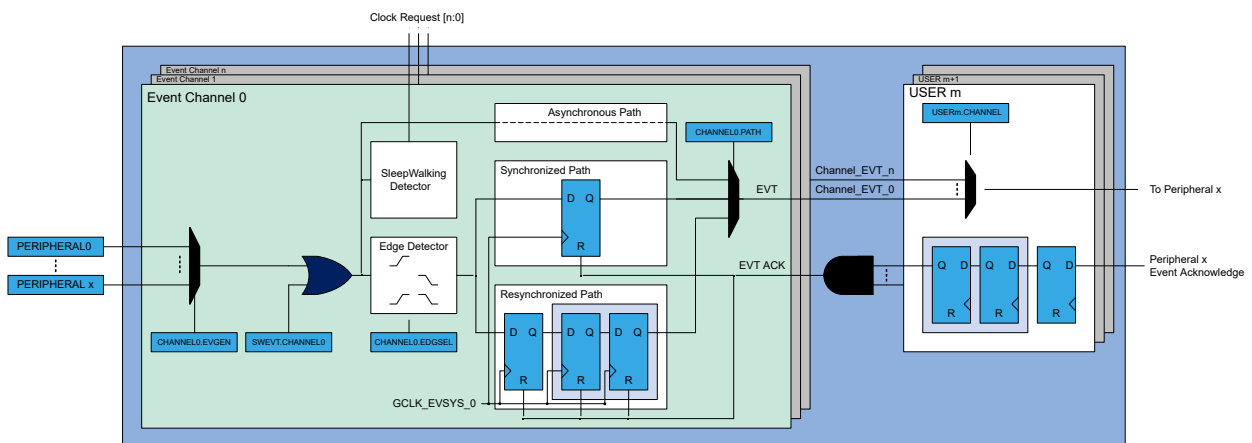 Clock Request [n:0]
Event Channel n
Event Channel 1
Event Channel 0
USER m+1
USER m
Asynchronous Path
CHANNEL0.PATH
USERm.CHANNEL
SleepWalking
Detector
Synchronized Path
D Q
R
EVT
Channel_EVT_n
Channel_EVT_0
To Peripheral x
PERIPHERAL0
PERIPHERAL x
Edge Detector
EVT ACK
Q D
R
Q D
R
Q D
R
Peripheral x
Event Acknowledge
Resynchronized Path
D Q
R
D Q
R
D Q
R
CHANNEL0.EVGEN
SWEVT.CHANNEL0
CHANNEL0.EDGSEL
GCLK_EVSYS_0